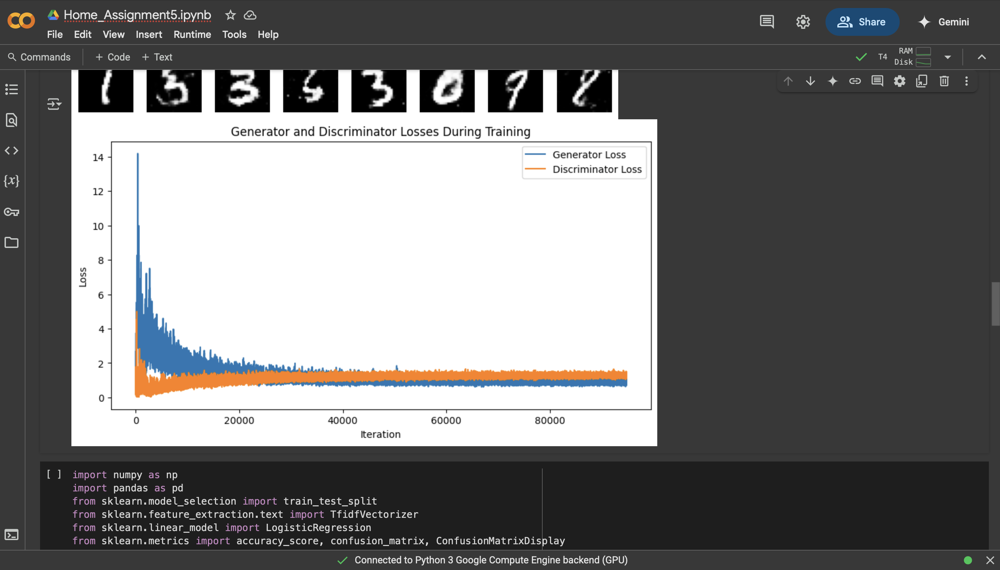 Home_Assignment5.ipynb
Share
Gemini
File Edit View Insert Runtime Tools Help
Commands + Code + Text
T4
RAM
Disk
Generator and Discriminator Losses During Training
Generator Loss
Discriminator Loss
14
12
10
8
6
4
2
0
Loss
0 20000 40000 60000 80000
Iteration
[ ] import numpy as np
import pandas as pd
from sklearn.model_selection import train_test_split
from sklearn.feature_extraction.text import TfidfVectorizer
from sklearn.linear_model import LogisticRegression
from sklearn.metrics import accuracy_score, confusion_matrix, ConfusionMatrixDisplay
Connected to Python 3 Google Compute Engine backend (GPU)